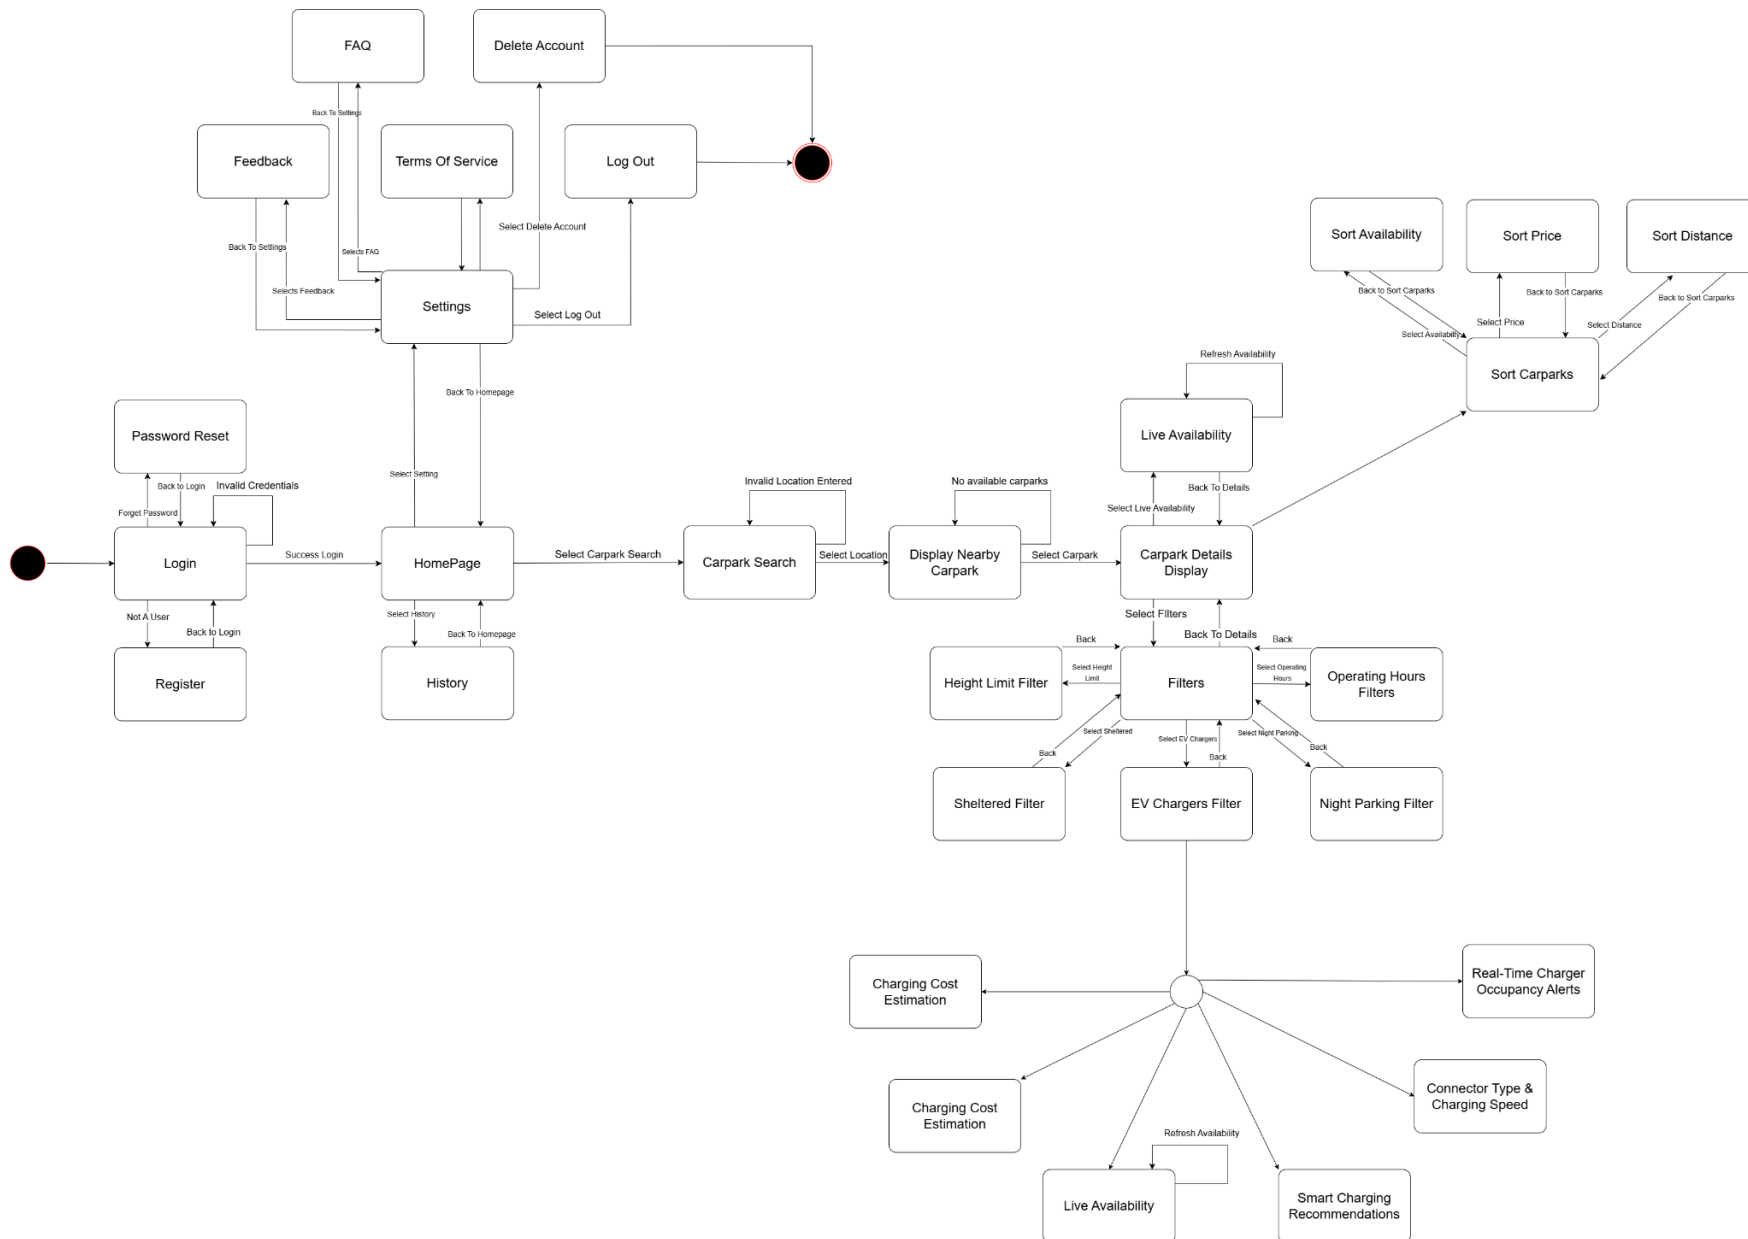 FAQ
Delete Account
Back To Settings
Feedback
Terms Of Service
Log Out
Select Delete Account
Back To Settings
Selects FAQ
Selects Feedback
Settings
Select Log Out
Sort Availability
Sort Price
Sort Distance
Back to Sort Carparks
Back to Sort Carparks
Back to Sort Carparks
Select Price
Select Distance
Select Availability
Sort Carparks
Refresh Availability
Back To Homepage
Live Availability
Password Reset
Select Setting
Back to Login
Invalid Credentials
Invalid Location Entered
No available carparks
Back To Details
Forget Password
Select Live Availability
Success Login
Select Carpark Search
Select Location
Select Carpark
Login
HomePage
Carpark Search
Display Nearby
Carpark
Carpark Details
Display
Not A User
Select History
Select FIlters
Back to Login
Back To Homepage
Back To Details
Back
Back
Register
History
Height Limit Filter
Select Height
Limit
Filters
Select Operating
Hours
Operating Hours
Filters
Select Sheltered
Select EV Chargers
Select Night Parking
Back
Back
Back
Sheltered Filter
EV Chargers Filter
Night Parking Filter
Charging Cost
Estimation
Real-Time Charger
Occupancy Alerts
Charging Cost
Estimation
Connector Type &
Charging Speed
Refresh Availability
Live Availability
Smart Charging
Recommendations